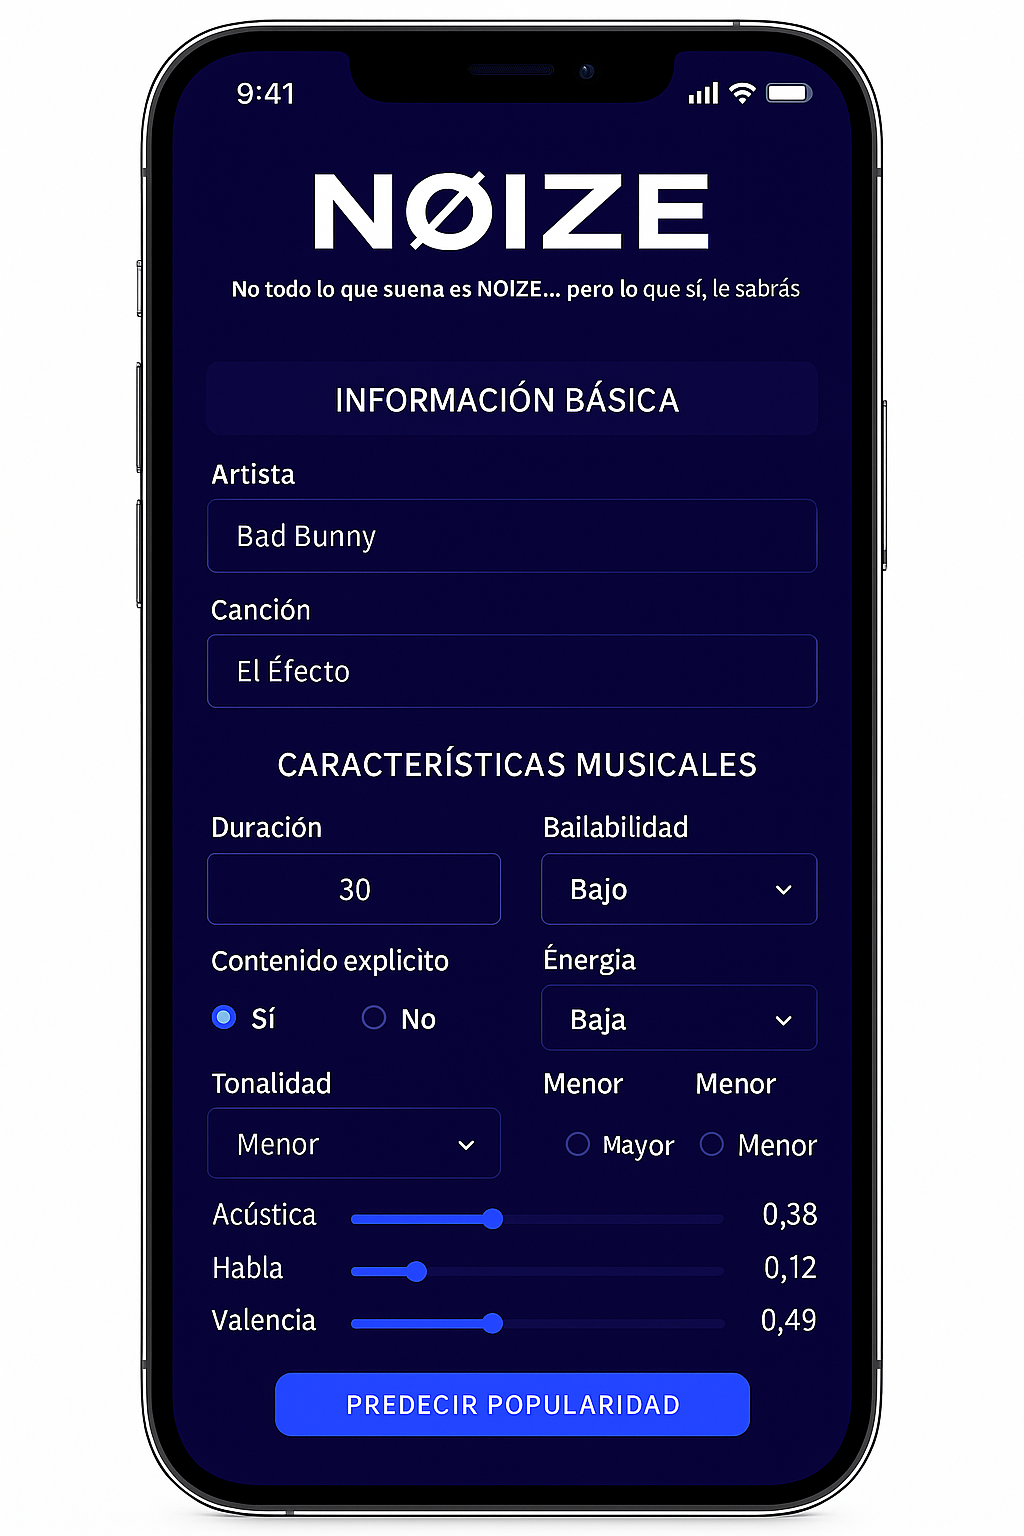 9:41
NØIZE
No todo lo que suena es NOIZE... pero lo que sí, le sabrás
INFORMACIÓN BÁSICA
Artista
Bad Bunny
Canción
El Éfecto
CARACTERÍSTICAS MUSICALES
Duración
30
Bailabilidad
Bajo
Contenido explicìto
Sí No
Énergia
Baja
Tonalidad
Menor
Menor Menor
Mayor Menor
Acústica 0,38
Habla 0,12
Valencia 0,49
PREDECIR POPULARIDAD